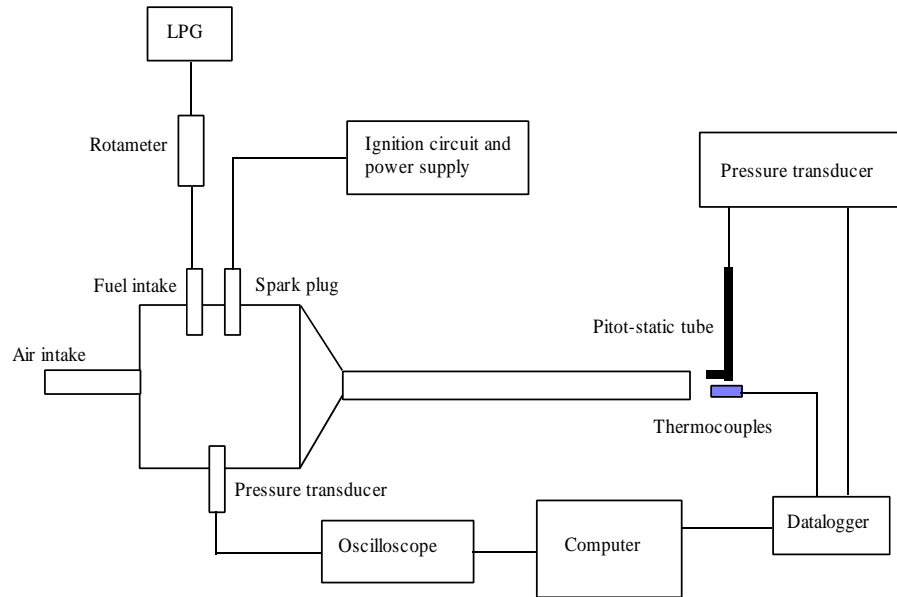 LPG
Rotameter
Ignition circuit and
power supply
Pressure transducer
Fuel intake
Spark plug
Pitot-static tube
Air intake
Thermocouples
Pressure transducer
Datalogger
Oscilloscope
Computer